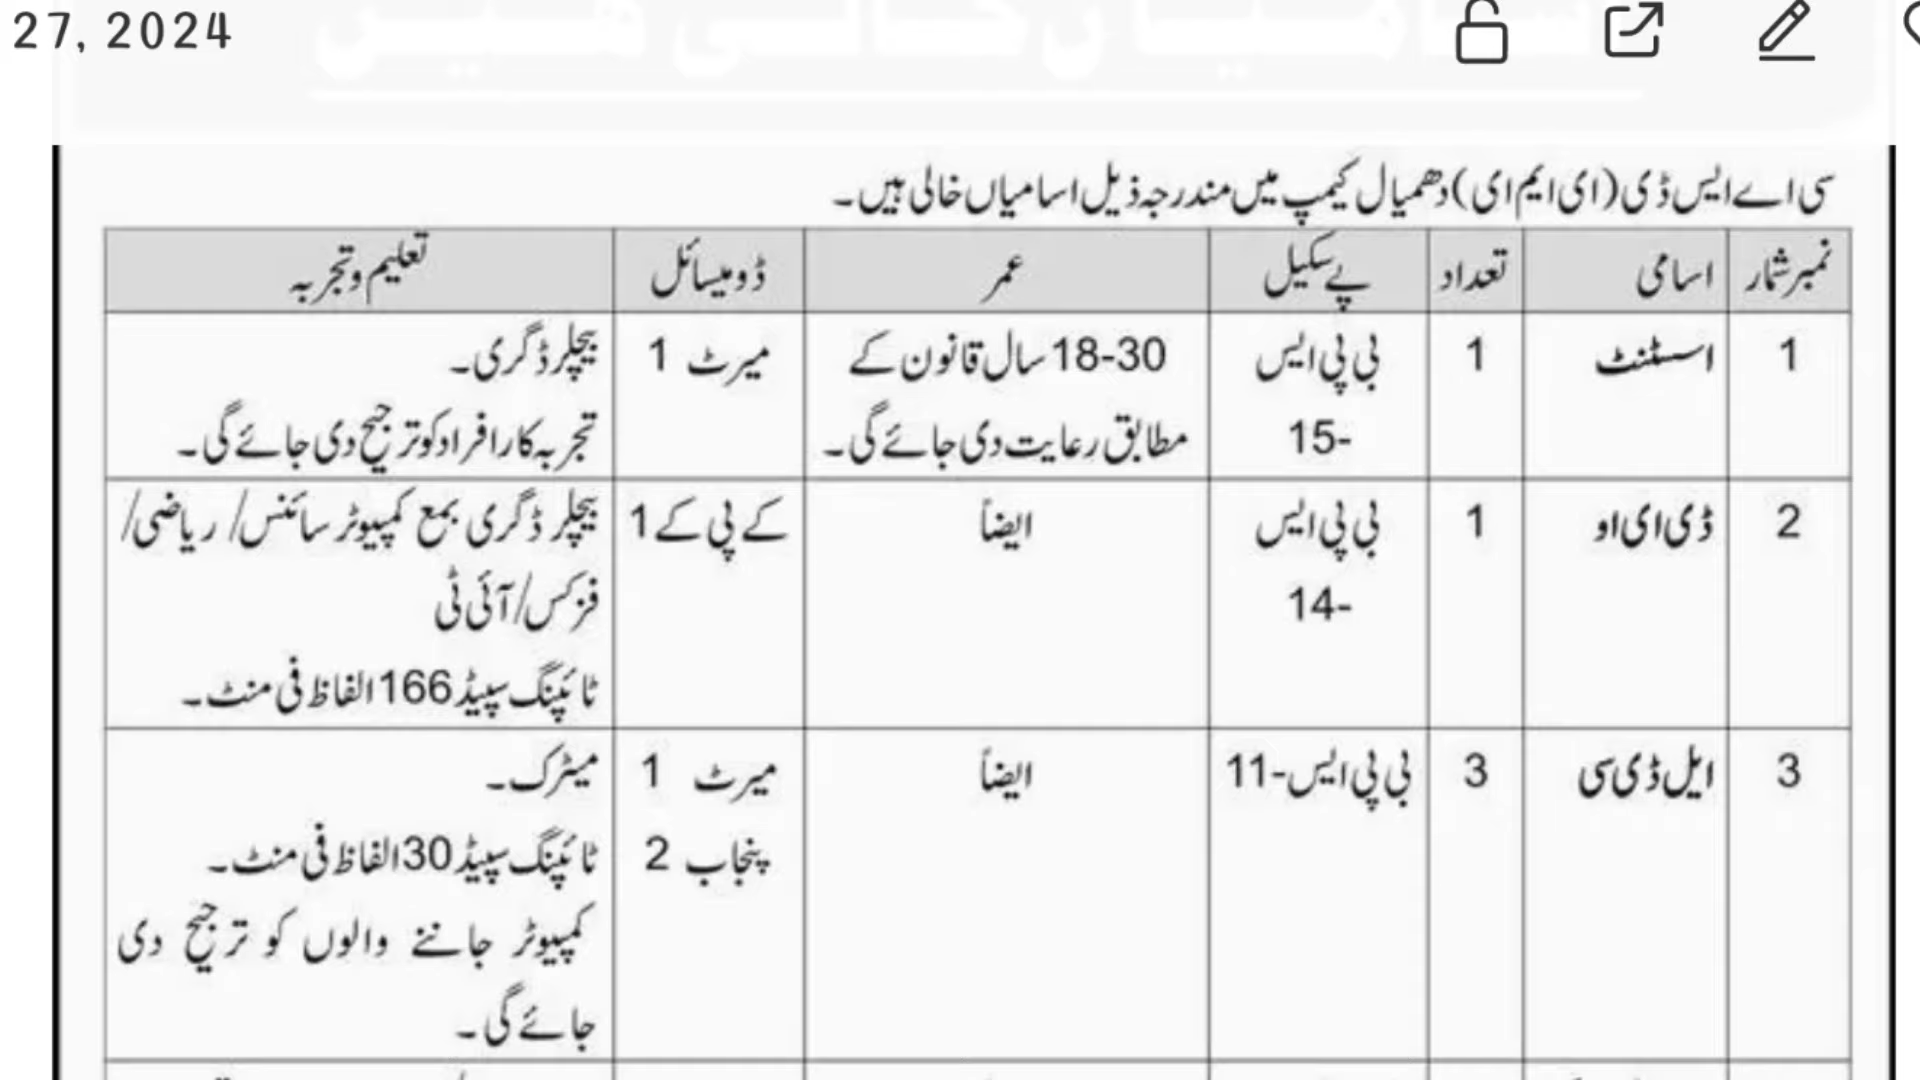 27, 2024
سی اے ایس ڈی (ای ایم ای) دھمیال کیمپ میں مندرجہ ذیل اسامیاں خالی ہیں۔
نمبر شمار اسامی تعداد پے سکیل عمر ڈومیسائل تعلیم و تجربہ
1 اسسٹنٹ 1 بی پی ایس 18-30 سال قانون کے میرٹ 1 بیچلر ڈگری۔
15- مطابق رعایت دی جائے گی۔ تجربہ کار افراد کو ترجیح دی جائے گی۔
2 ڈی ای او 1 بی پی ایس ایضاً کے پی کے 1 بیچلر ڈگری بمع کمپیوٹر سائنس/ ریاضی/
14- فزکس/آئی ٹی
ٹائپنگ سپیڈ 166 الفاظ فی منٹ۔
3 ایل ڈی سی 3 بی پی ایس-11 ایضاً میرٹ 1 میٹرک۔
پنجاب 2 ٹائپنگ سپیڈ 30 الفاظ فی منٹ۔
کمپیوٹر جاننے والوں کو ترجیح دی
جائے گی۔